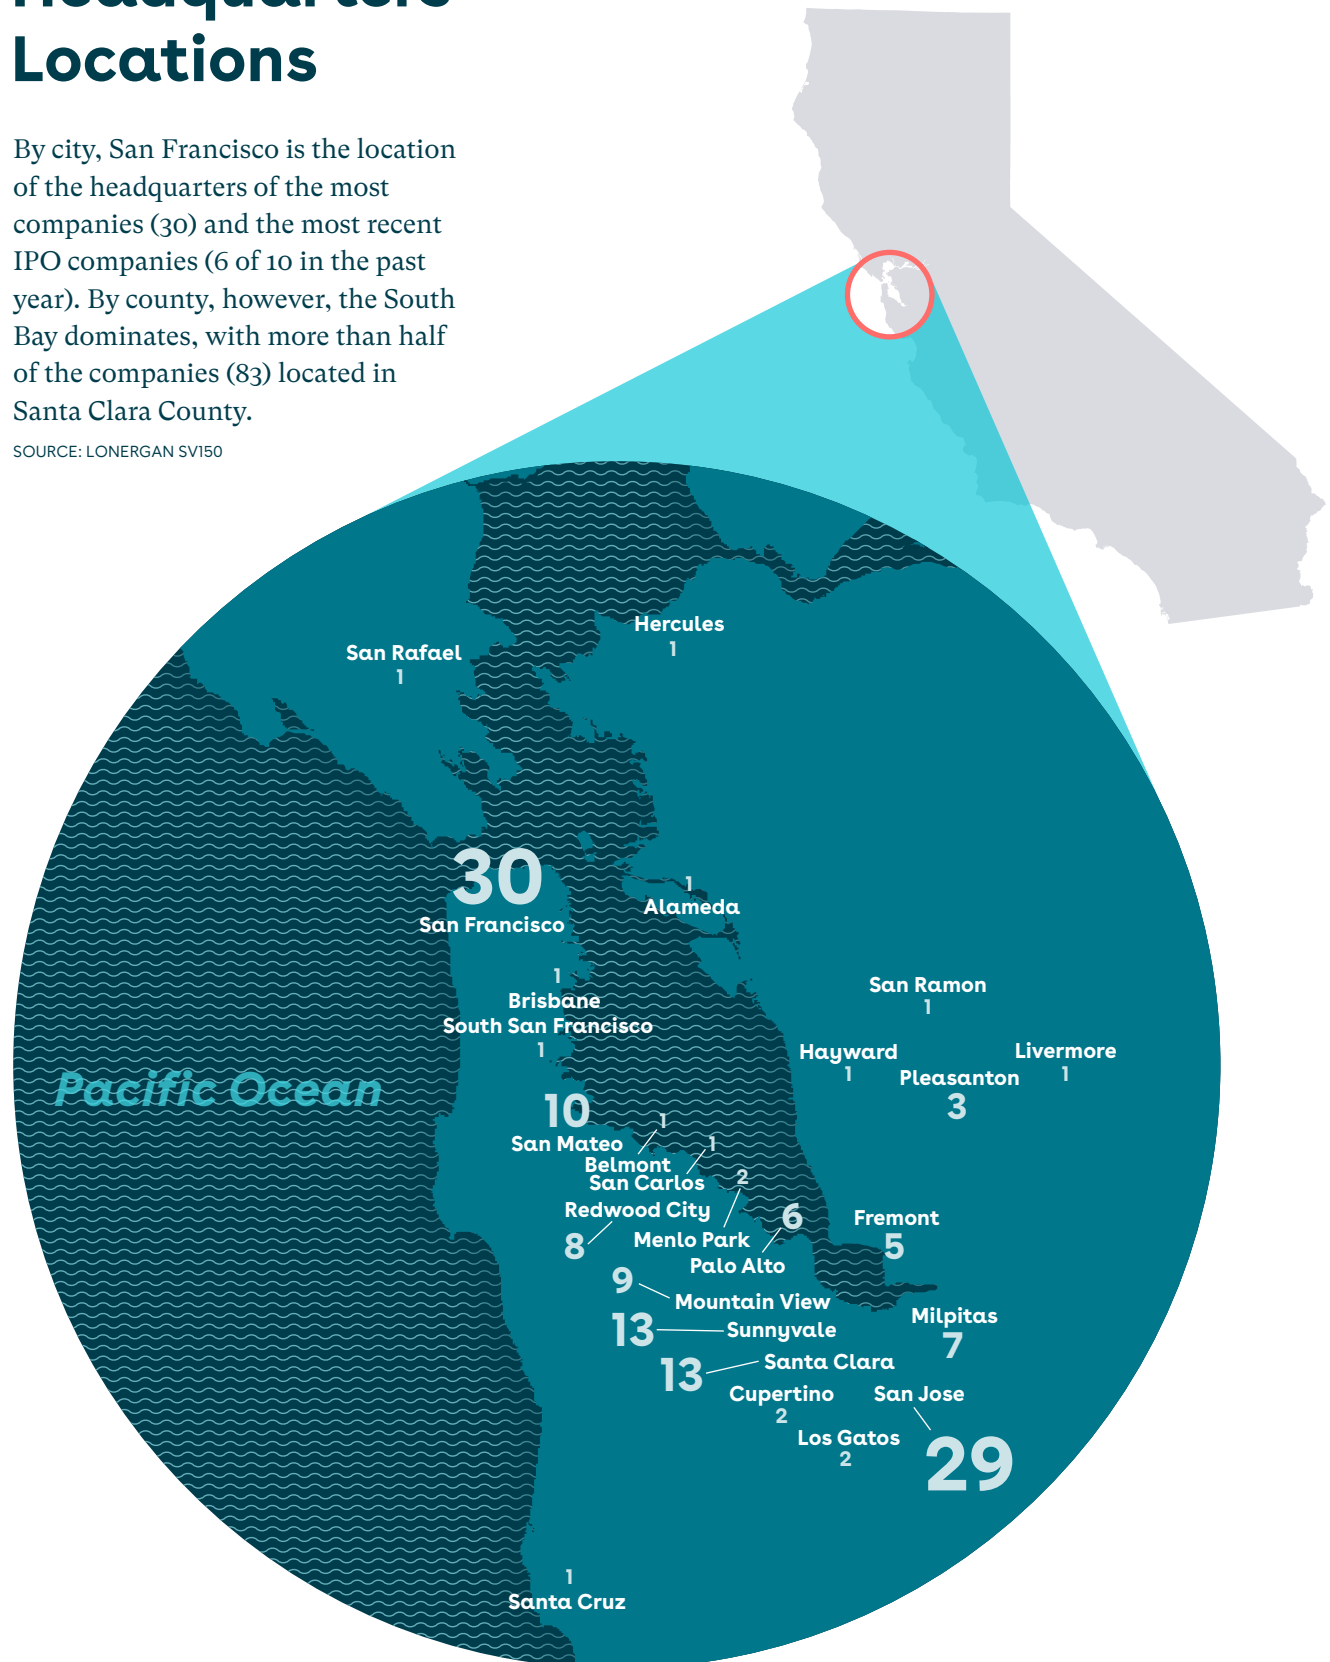 Headquarters
Locations
By city, San Francisco is the location
of the headquarters of the most
companies (30) and the most recent
IPO companies (6 of 10 in the past
year). By county, however, the South
Bay dominates, with more than half
of the companies (83) located in
Santa Clara County.
SOURCE: LONERGAN SV150
Hercules
1
San Rafael
1
30
San Francisco
1
Alameda
1
Brisbane
South San Francisco
1
San Ramon
1
Hayward
1
Livermore
1
Pleasanton
3
Pacific Ocean
10
San Mateo
1
Belmont
1
San Carlos
2
Redwood City
8
Menlo Park
6
Palo Alto
Fremont
5
9
Mountain View
13
Sunnyvale
Milpitas
7
13
Santa Clara
Cupertino
2
San Jose
29
Los Gatos
2
1
Santa Cruz